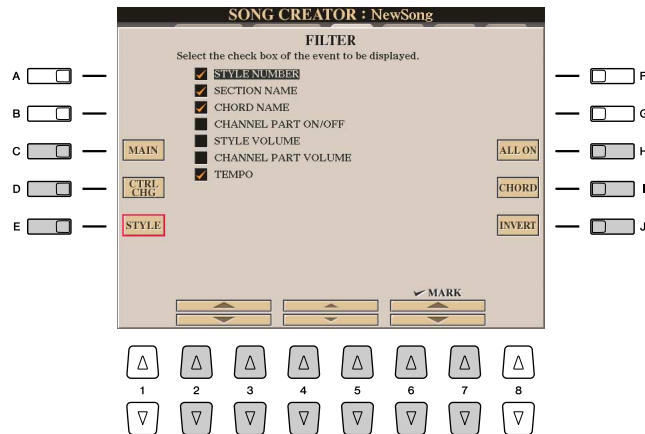 SONG CREATOR : NewSong
FILTER
Select the check box of the event to be displayed.
A
STYLE NUMBER
F
SECTION NAME
B
CHORD NAME
G
CHANNEL PART ON/OFF
C
MAIN
STYLE VOLUME
ALL ON
H
CHANNEL PART VOLUME
TEMPO
D
CTRL
CHG
CHORD
I
E
STYLE
INVERT
J
MARK
1 2 3 4 5 6 7 8